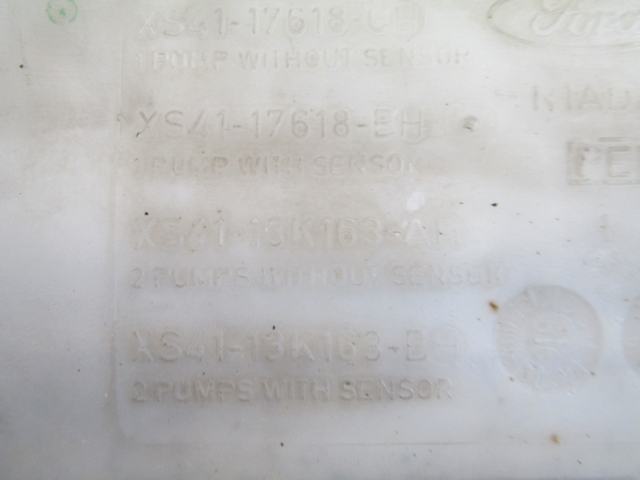 XS41-17618-CH
Ford
1 PUMP WITHOUT SENSOR
XS41-17618-EH
1 PUMP WITH SENSOR
XS41-13K163-AH
2 PUMPS WITHOUT SENSOR
XS41-13K163-BH
2 PUMPS WITH SENSOR